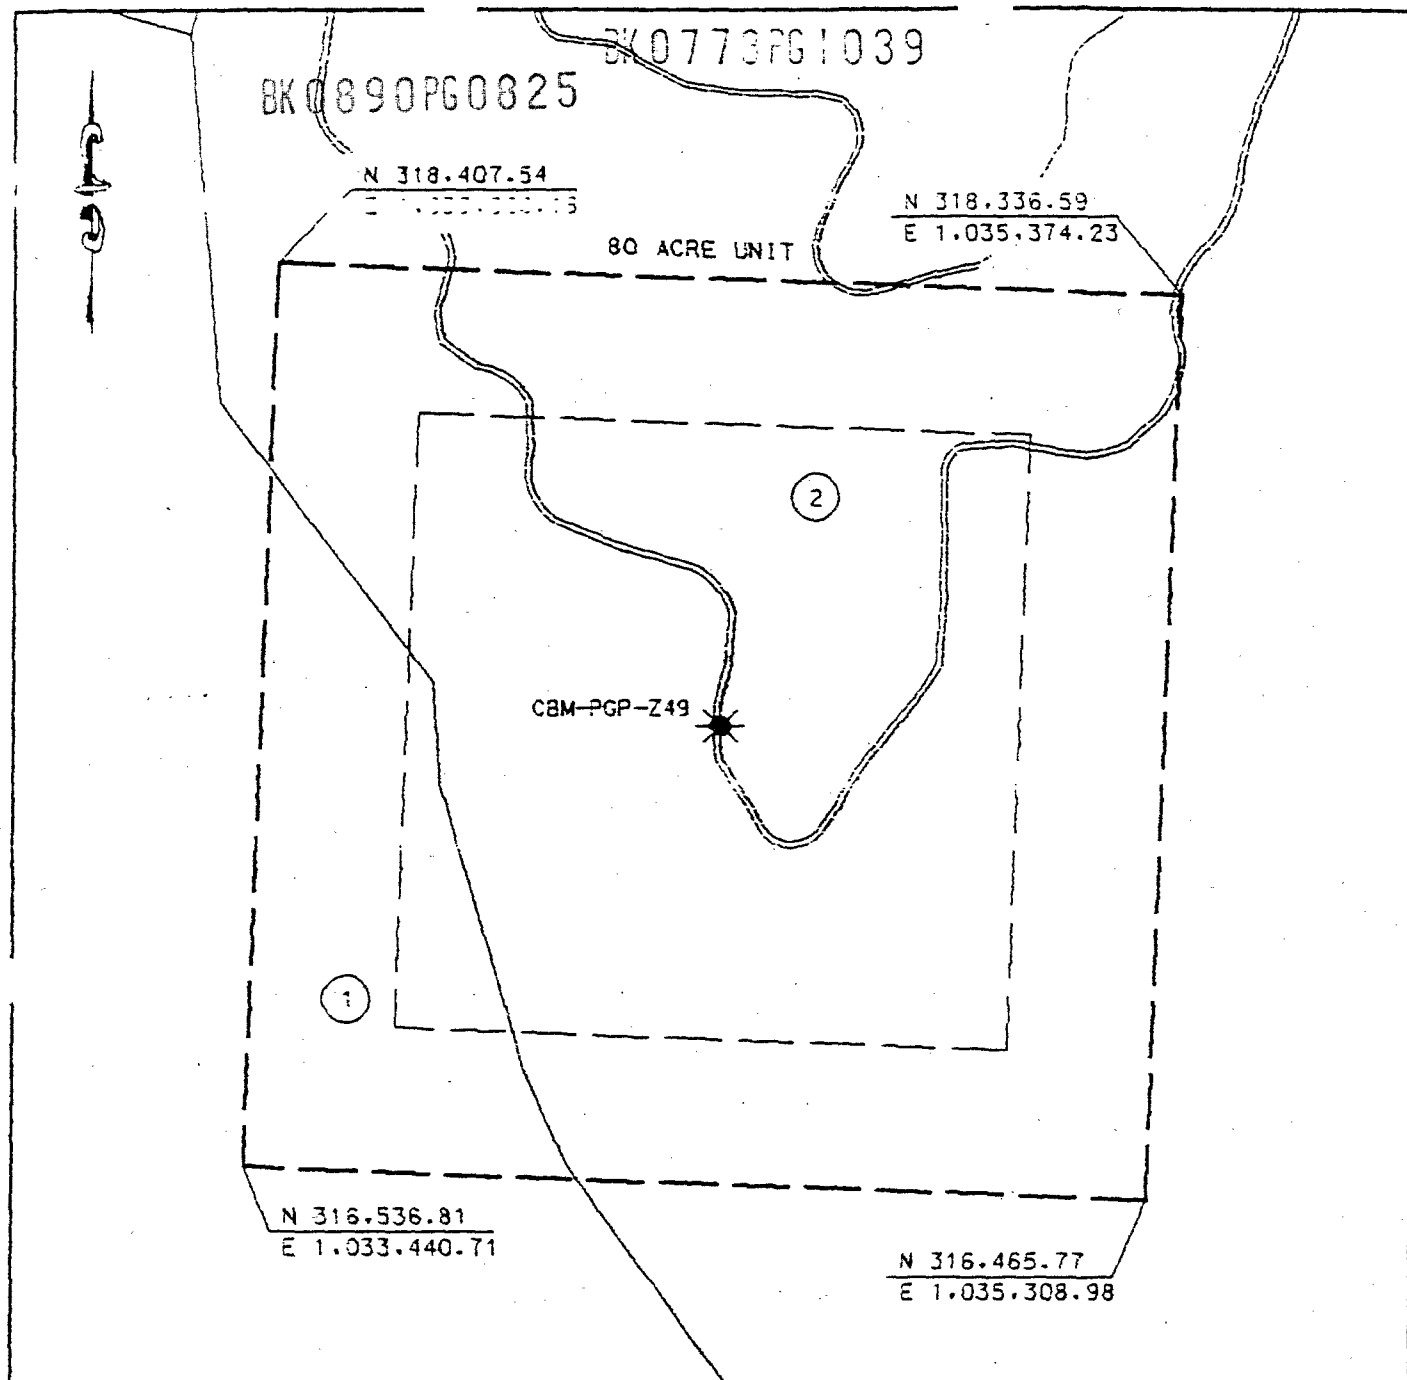 BK0773PG1039
BK0890PG0825
N 318.407.54
N 318.336.59
E 1.035.374.23
80 ACRE UNIT
2
CBM-PGP-Z49
1
N 316.536.81
E 1.033.440.71
N 316.465.77
E 1.035.308.98